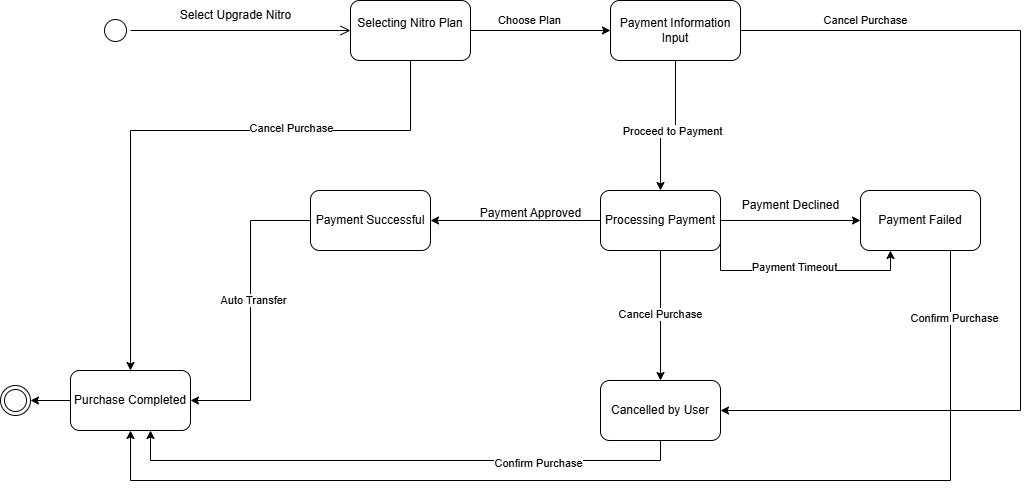 Select Upgrade Nitro
Selecting Nitro Plan
Choose Plan
Payment Information
Input
Cancel Purchase
Cancel Purchase
Proceed to Payment
Payment Successful
Payment Approved
Processing Payment
Payment Declined
Payment Failed
Payment Timeout
Auto Transfer
Cancel Purchase
Confirm Purchase
Purchase Completed
Cancelled by User
Confirm Purchase